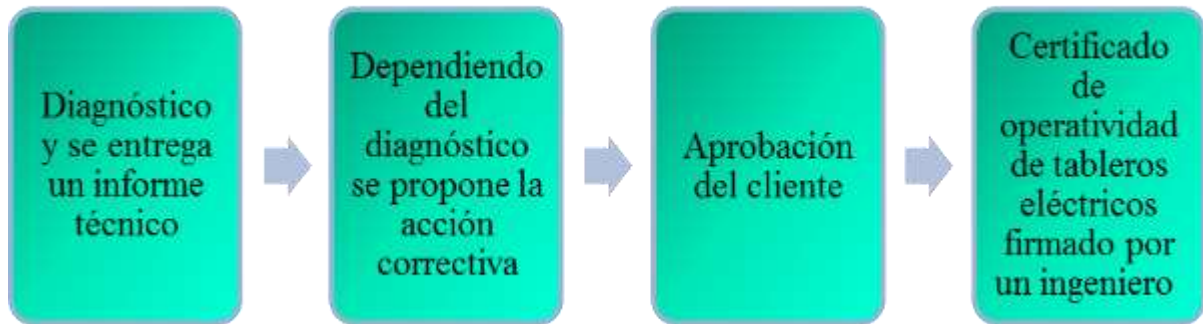 Diagnóstico
y se entrega
un informe
técnico
Dependiendo
del
diagnóstico
se propone la
acción
correctiva
Aprobación
del cliente
Certificado
de
operatividad
de tableros
eléctricos
firmado por
un ingeniero